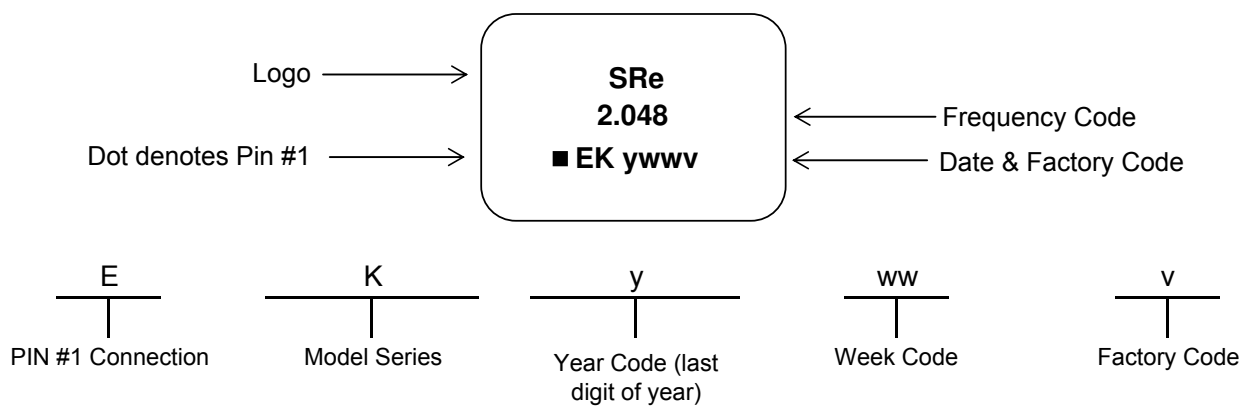 Logo
SRe
2.048
Frequency Code
Dot denotes Pin #1
■ EK ywwv
Date & Factory Code
E
K
y
ww
v
PIN #1 Connection
Model Series
Year Code (last
digit of year)
Week Code
Factory Code